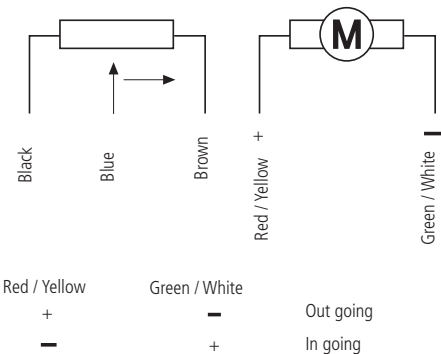 M
Black
Blue
Brown
Red / Yellow +
Green / White −
Red / Yellow Green / White
+ − Out going
− + In going